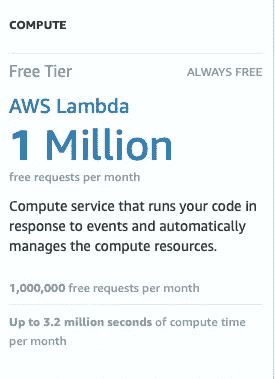 COMPUTE
Free Tier ALWAYS FREE
AWS Lambda
1 Million
free requests per month
Compute service that runs your code in
response to events and automatically
manages the compute resources.
1,000,000 free requests per month
Up to 3.2 million seconds of compute time
per month